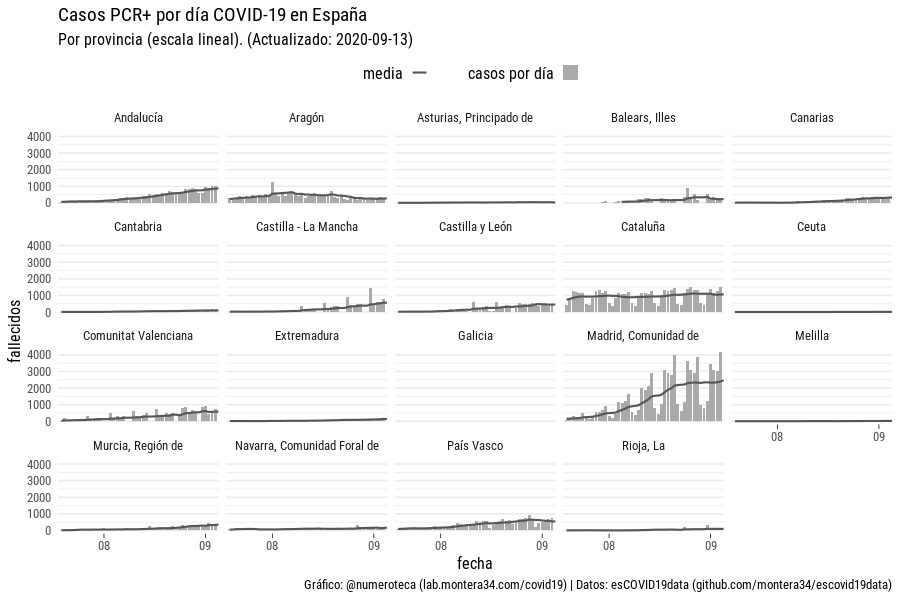 Casos PCR+ por día COVID-19 en España
Por provincia (escala lineal). (Actualizado: 2020-09-13)
media casos por día
Andalucía Aragón Asturias, Principado de Balears, Illes Canarias
4000
3000
2000
1000
0
Cantabria Castilla - La Mancha Castilla y León Cataluña Ceuta
4000
3000
2000
1000
0
fallecidos
Comunitat Valenciana Extremadura Galicia Madrid, Comunidad de Melilla
4000
3000
2000
1000
0
08 09
Murcia, Región de Navarra, Comunidad Foral de País Vasco Rioja, La
4000
3000
2000
1000
0
08 09 08 09 08 09 08 09
fecha
Gráfico: @numeroteca (lab.montera34.com/covid19) | Datos: esCOVID19data (github.com/montera34/escovid19data)